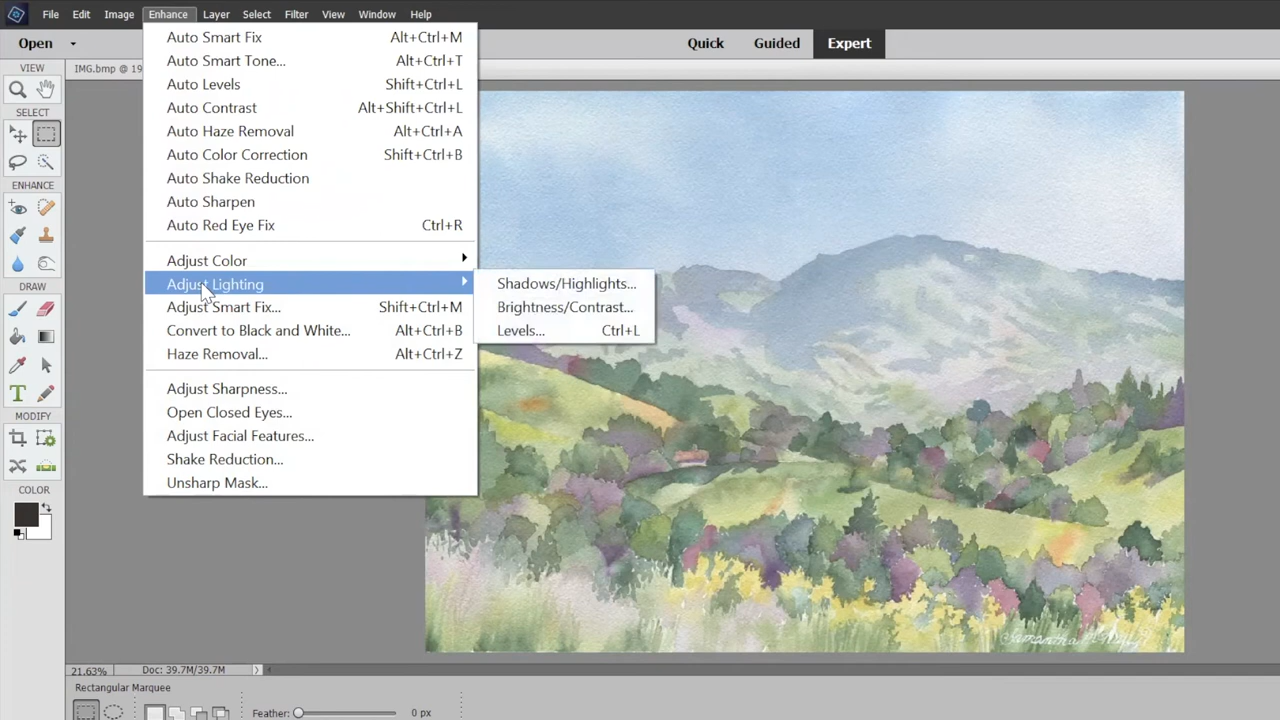 File Edit Image Enhance Layer Select Filter View Window Help
Open Quick Guided Expert
VIEW
IMG.bmp @ 19
SELECT
ENHANCE
DRAW
MODIFY
COLOR
Auto Smart Fix Alt+Ctrl+M
Auto Smart Tone... Alt+Ctrl+T
Auto Levels Shift+Ctrl+L
Auto Contrast Alt+Shift+Ctrl+L
Auto Haze Removal Alt+Ctrl+A
Auto Color Correction Shift+Ctrl+B
Auto Shake Reduction
Auto Sharpen
Auto Red Eye Fix Ctrl+R
Adjust Color
Adjust Lighting
Adjust Smart Fix... Shift+Ctrl+M
Convert to Black and White... Alt+Ctrl+B
Haze Removal... Alt+Ctrl+Z
Adjust Sharpness...
Open Closed Eyes...
Adjust Facial Features...
Shake Reduction...
Unsharp Mask...
Shadows/Highlights...
Brightness/Contrast...
Levels... Ctrl+L
T
Samantha
21.63% Doc: 39.7M/39.7M
Rectangular Marquee
Feather: 0 px